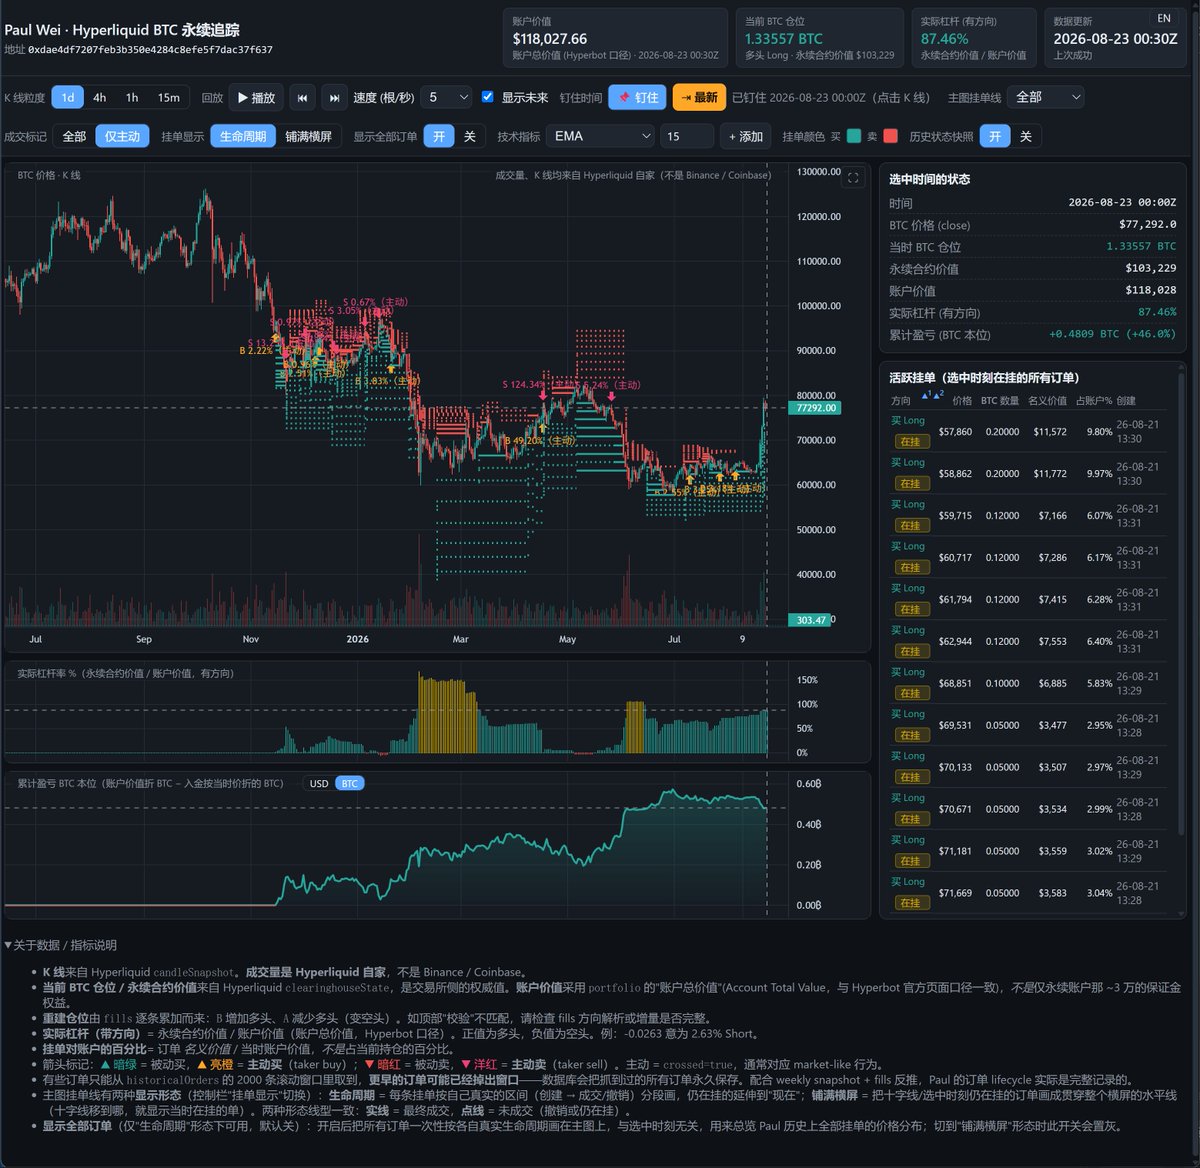 Paul Wei · Hyperliquid BTC 永续追踪
地址 0xdae4df7207feb3b350e4284c8efe5f7dac37f637
账户价值
$118,027.66
账户总价值 (Hyperbot 口径) · 2026-08-23 00:30Z
当前 BTC 仓位
1.33557 BTC
多头 Long · 永续合约价值 $103,229
实际杠杆 (有方向)
87.46%
永续合约价值 / 账户价值
数据更新
2026-08-23 00:30Z
上次成功
EN
K 线粒度 1d 4h 1h 15m 回放 ▶ 播放 ⏮ ⏭ 速度 (根/秒) 5 显示未来 钉住时间 📌 钉住 ⇥ 最新 已钉住 2026-08-23 00:00Z（点击 K 线） 主图挂单线 全部
成交标记 全部 仅主动 挂单显示 生命周期 铺满横屏 显示全部订单 开 关 技术指标 EMA 15 + 添加 挂单颜色 买 卖 历史状态快照 开 关
BTC 价格 · K 线
成交量、K 线均来自 Hyperliquid 自家（不是 Binance / Coinbase）
130000.00
120000.00
110000.00
100000.00
90000.00
80000.00
77292.00
70000.00
60000.00
50000.00
40000.00
303.47
S 0.67%（主动）
S 3.05%
B 2.22%
B 3.83%（主动）
S 124.34%
5.24%（主动）
B 49.20%（主动）
Jul Sep Nov 2026 Mar May Jul 9
实际杠杆率 %（永续合约价值 / 账户价值，有方向）
150%
100%
50%
0%
累计盈亏 BTC 本位（账户价值折 BTC − 入金按当时价折的 BTC） USD BTC
0.60₿
0.40₿
0.20₿
0.00₿
选中时间的状态
时间 2026-08-23 00:00Z
BTC 价格 (close) $77,292.0
当时 BTC 仓位 1.33557 BTC
永续合约价值 $103,229
账户价值 $118,028
实际杠杆 (有方向) 87.46%
累计盈亏 (BTC 本位) +0.4809 BTC (+46.0%)
活跃挂单（选中时刻在挂的所有订单）
方向 ▲1▲2 价格 BTC 数量 名义价值 占账户% 创建
买 Long 在挂 $57,860 0.20000 $11,572 9.80% 26-08-21 13:30
买 Long 在挂 $58,862 0.20000 $11,772 9.97% 26-08-21 13:30
买 Long 在挂 $59,715 0.12000 $7,166 6.07% 26-08-21 13:31
买 Long 在挂 $60,717 0.12000 $7,286 6.17% 26-08-21 13:31
买 Long 在挂 $61,794 0.12000 $7,415 6.28% 26-08-21 13:31
买 Long 在挂 $62,944 0.12000 $7,553 6.40% 26-08-21 13:31
买 Long 在挂 $68,851 0.10000 $6,885 5.83% 26-08-21 13:29
买 Long 在挂 $69,531 0.05000 $3,477 2.95% 26-08-21 13:28
买 Long 在挂 $70,133 0.05000 $3,507 2.97% 26-08-21 13:29
买 Long 在挂 $70,671 0.05000 $3,534 2.99% 26-08-21 13:28
买 Long 在挂 $71,181 0.05000 $3,559 3.02% 26-08-21 13:29
买 Long 在挂 $71,669 0.05000 $3,583 3.04% 26-08-21 13:28
▼关于数据 / 指标说明
• K 线来自 Hyperliquid candleSnapshot。成交量是 Hyperliquid 自家，不是 Binance / Coinbase。
• 当前 BTC 仓位 / 永续合约价值来自 Hyperliquid clearinghouseState，是交易所侧的权威值。账户价值采用 portfolio 的"账户总价值"(Account Total Value，与 Hyperbot 官方页面口径一致)，不是仅永续账户那 ~3 万的保证金
权益。
• 重建仓位由 fills 逐条累加而来：B 增加多头、A 减少多头（变空头）。如顶部"校验"不匹配，请检查 fills 方向解析或增量是否完整。
• 实际杠杆（带方向）= 永续合约价值 / 账户价值（账户总价值，Hyperbot 口径）。正值为多头，负值为空头。例：-0.0263 意为 2.63% Short。
• 挂单对账户的百分比= 订单 名义价值 / 当时账户价值，不是占当前持仓的百分比。
• 箭头标记：▲ 暗绿 = 被动买，▲ 亮橙 = 主动买（taker buy）；▼ 暗红 = 被动卖，▼ 洋红 = 主动卖（taker sell）。主动 = crossed=true，通常对应 market-like 行为。
• 有些订单只能从 historicalOrders 的 2000 条滚动窗口里取到，更早的订单可能已经掉出窗口——数据库会把抓到过的所有订单永久保存。配合 weekly snapshot + fills 反推，Paul 的订单 lifecycle 实际是完整记录的。
• 主图挂单线有两种显示形态（控制栏"挂单显示"切换）：生命周期 = 每条挂单按自己真实的区间（创建 → 成交/撤销）分段画，仍在挂的延伸到"现在"；铺满横屏 = 把十字线/选中时刻仍在挂的订单画成贯穿整个横屏的水平线
（十字线移到哪，就显示当时在挂的单）。两种形态线型一致：实线 = 最终成交，点线 = 未成交（撤销或仍在挂）。
• 显示全部订单（仅"生命周期"形态下可用，默认关）：开启后把所有订单一次性按各自真实生命周期画在主图上，与选中时刻无关，用来总览 Paul 历史上全部挂单的价格分布；切到"铺满横屏"形态时此开关会置灰。